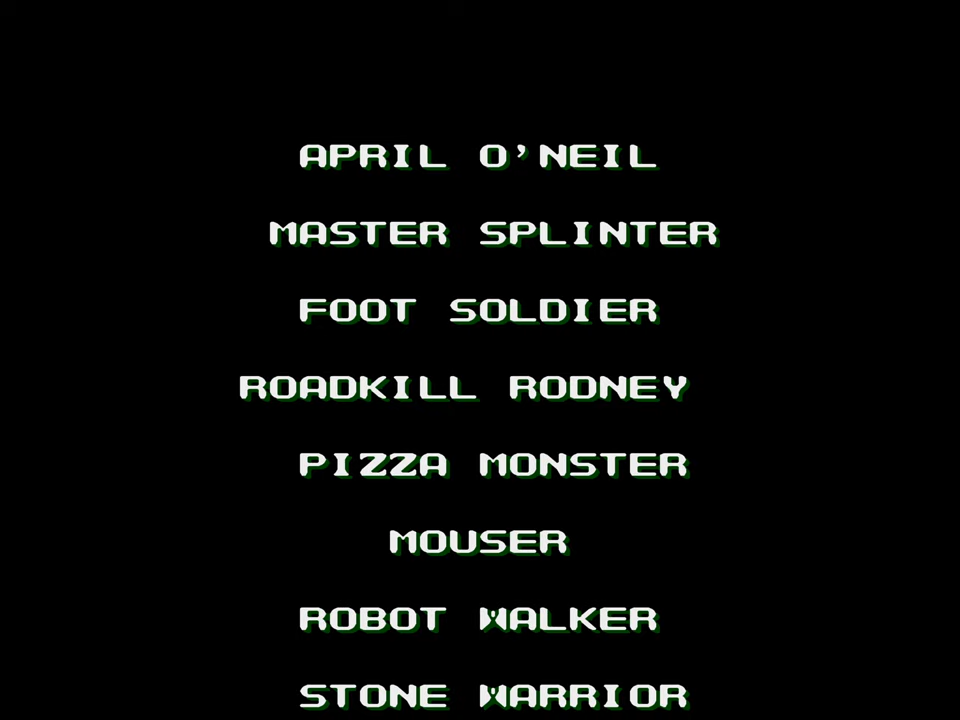 APRIL O'NEIL
MASTER SPLINTER
FOOT SOLDIER
ROADKILL RODNEY
PIZZA MONSTER
MOUSER
ROBOT WALKER
STONE WARRIOR